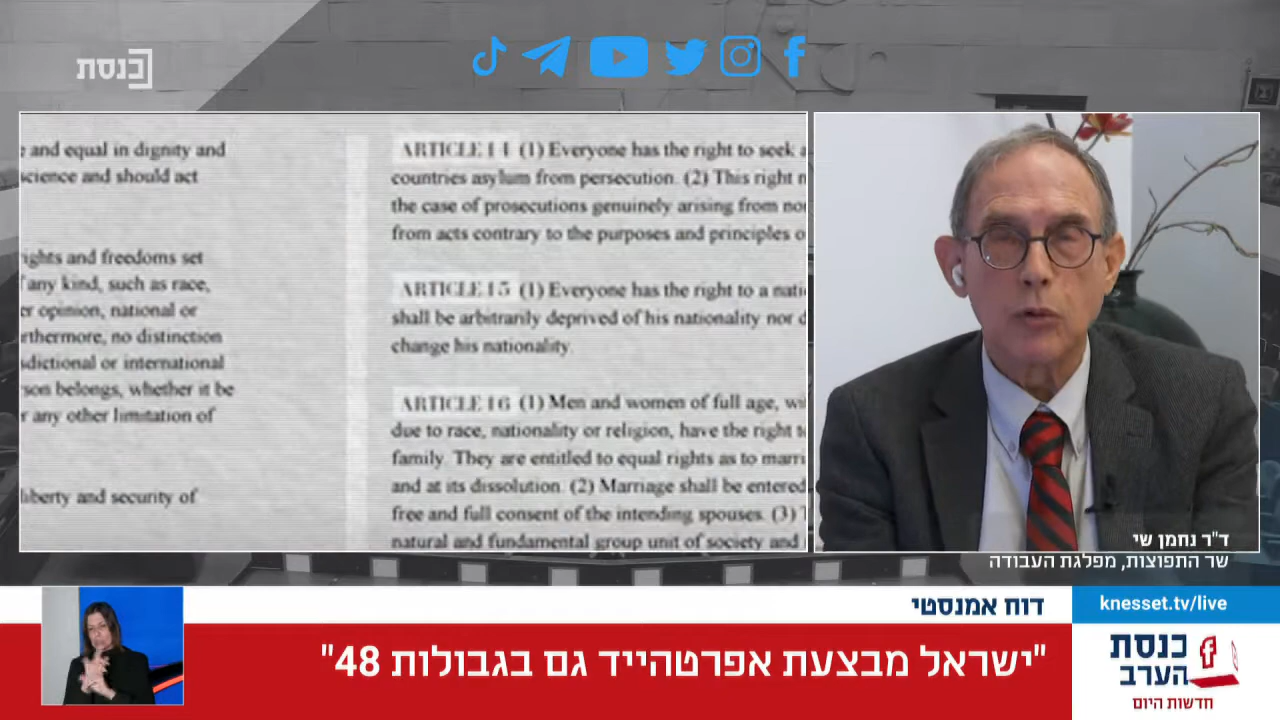 כנסת
e and equal in dignity and
science and should act
rights and freedoms set
f any kind, such as race,
er opinion, national or
rthermore, no distinction
sdictional or international
son belongs, whether it be
r any other limitation of
liberty and security of
ARTICLE 14 (1) Everyone has the right to seek a
countries asylum from persecution. (2) This right m
the case of prosecutions genuinely arising from non
from acts contrary to the purposes and principles o
ARTICLE 15 (1) Everyone has the right to a nati
shall be arbitrarily deprived of his nationality nor d
change his nationality.
ARTICLE 16 (1) Men and women of full age, wi
due to race, nationality or religion, have the right t
family. They are entitled to equal rights as to marri
and at its dissolution. (2) Marriage shall be entered
free and full consent of the intending spouses. (3) T
natural and fundamental group unit of society and
ד"ר נחמן שי
שר התפוצות, מפלגת העבודה
דוח אמנסטי
knesset.tv/live
"ישראל מבצעת אפרטהייד גם בגבולות 48"
כנסת
הערב
חדשות היום